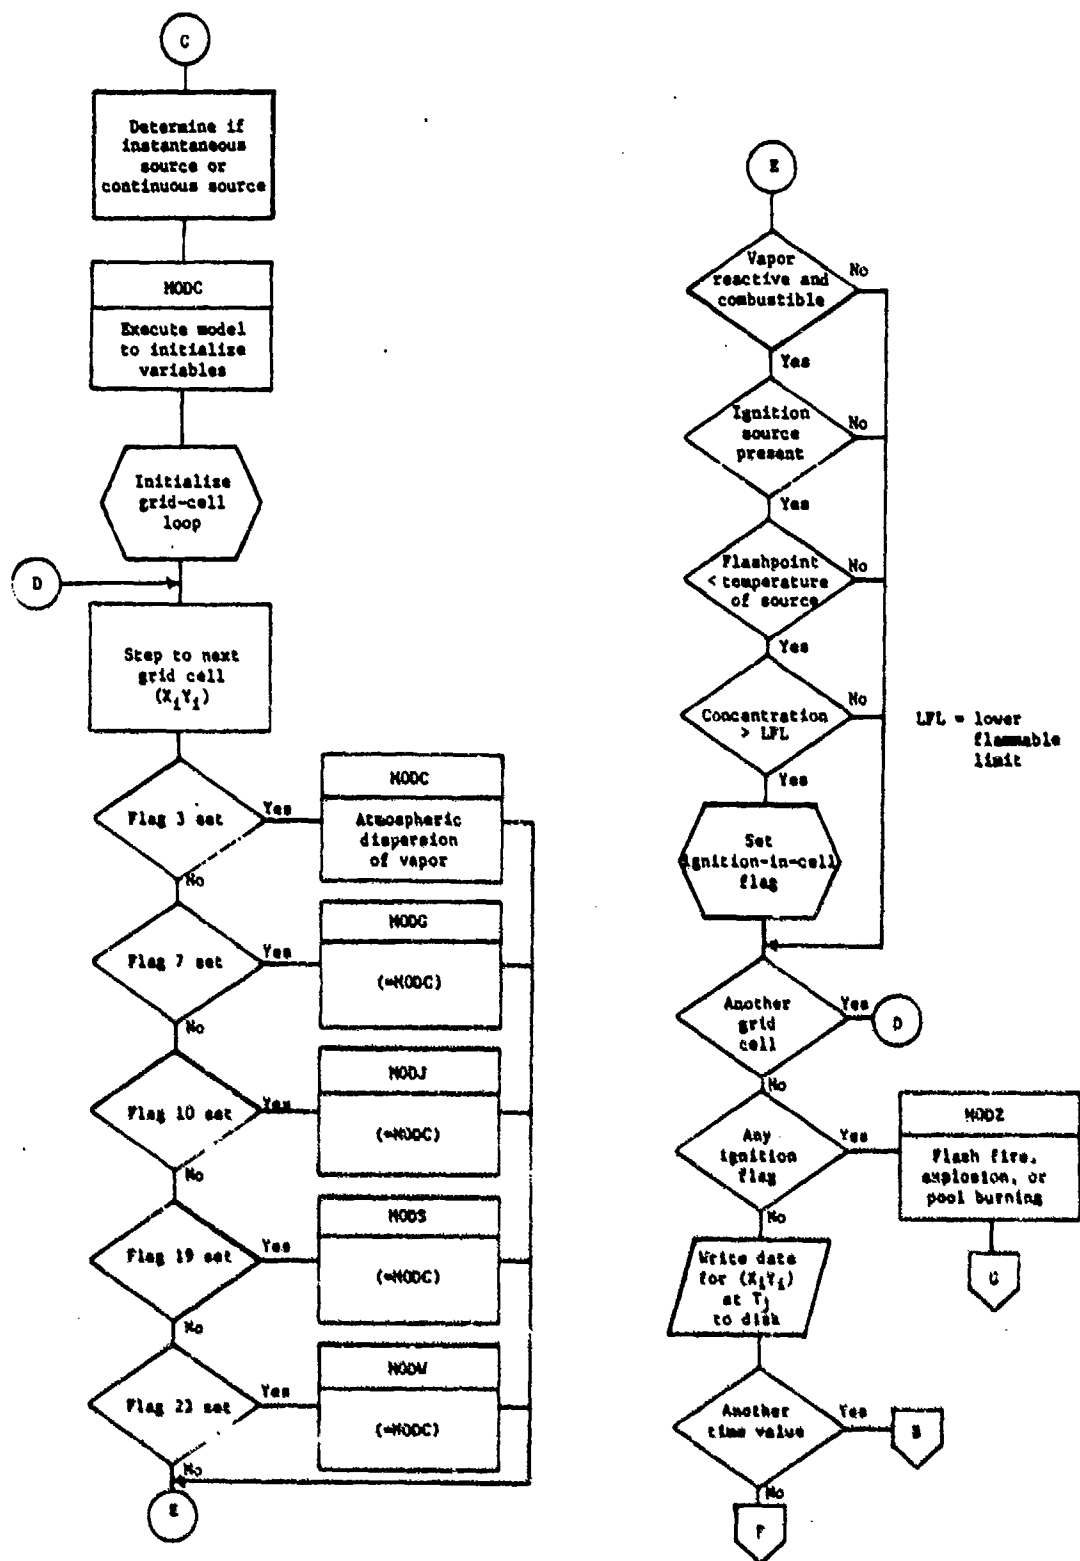 C
Determine if
instantaneous
source or
continuous source
MODC
Execute model
to initialize
variables
Initialize
grid-cell
loop
D
Step to next
grid cell
(XiYi)
Flag 3 set
Yes
MODC
Atmospheric
dispersion
of vapor
No
Flag 7 set
Yes
MODG
(=MODC)
No
Flag 10 set
Yes
MODJ
(=MODC)
No
Flag 19 set
Yes
MODS
(=MODC)
No
Flag 23 set
Yes
MODW
(=MODC)
No
E
E
Vapor
reactive and
combustible
No
Yes
Ignition
source
present
No
Yes
Flashpoint
< temperature
of source
No
Yes
Concentration
> LFL
No
LFL = lower
flammable
limit
Yes
Set
ignition-in-cell
flag
Another
grid
cell
Yes
D
No
Any
ignition
flag
Yes
MODZ
Flash fire,
explosion, or
pool burning
No
Write data
for (XiYi)
at Tj
to disk
Another
time value
Yes
No
F